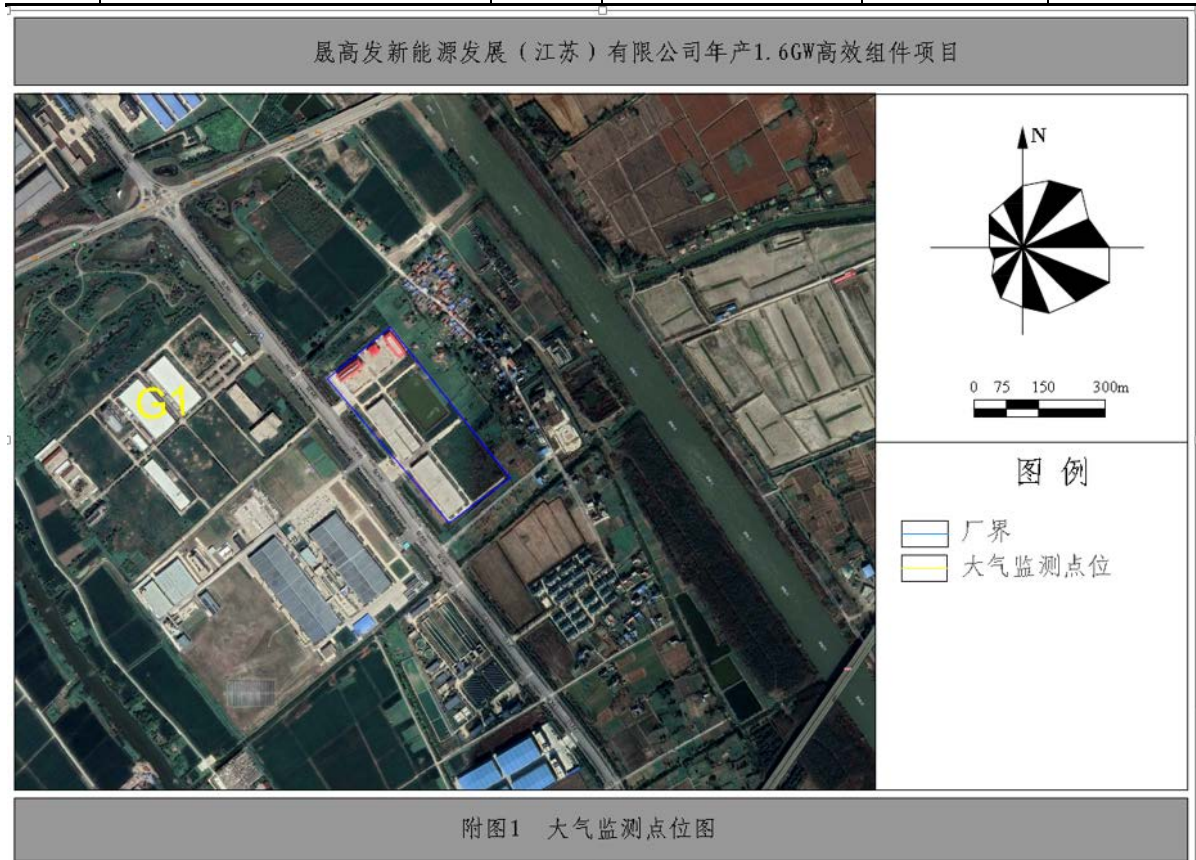 晟高发新能源发展（江苏）有限公司年产1.6GW高效组件项目
N
0 75 150 300m
G1
图例
厂界
大气监测点位
附图1 大气监测点位图